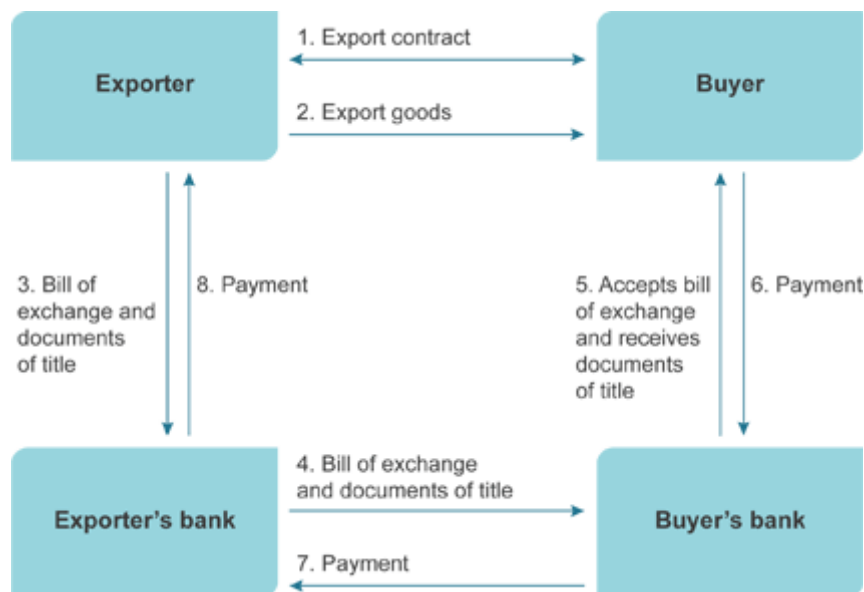 1. Export contract
Exporter
Buyer
2. Export goods
3. Bill of
exchange and
documents
of title
8. Payment
5. Accepts bill
of exchange
and receives
documents
of title
6. Payment
4. Bill of exchange
and documents of title
Exporter’s bank
Buyer’s bank
7. Payment